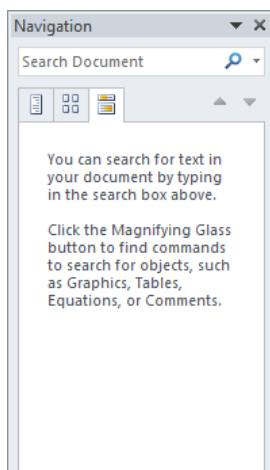 Navigation
Search Document
You can search for text in
your document by typing
in the search box above.
Click the Magnifying Glass
button to find commands
to search for objects, such
as Graphics, Tables,
Equations, or Comments.